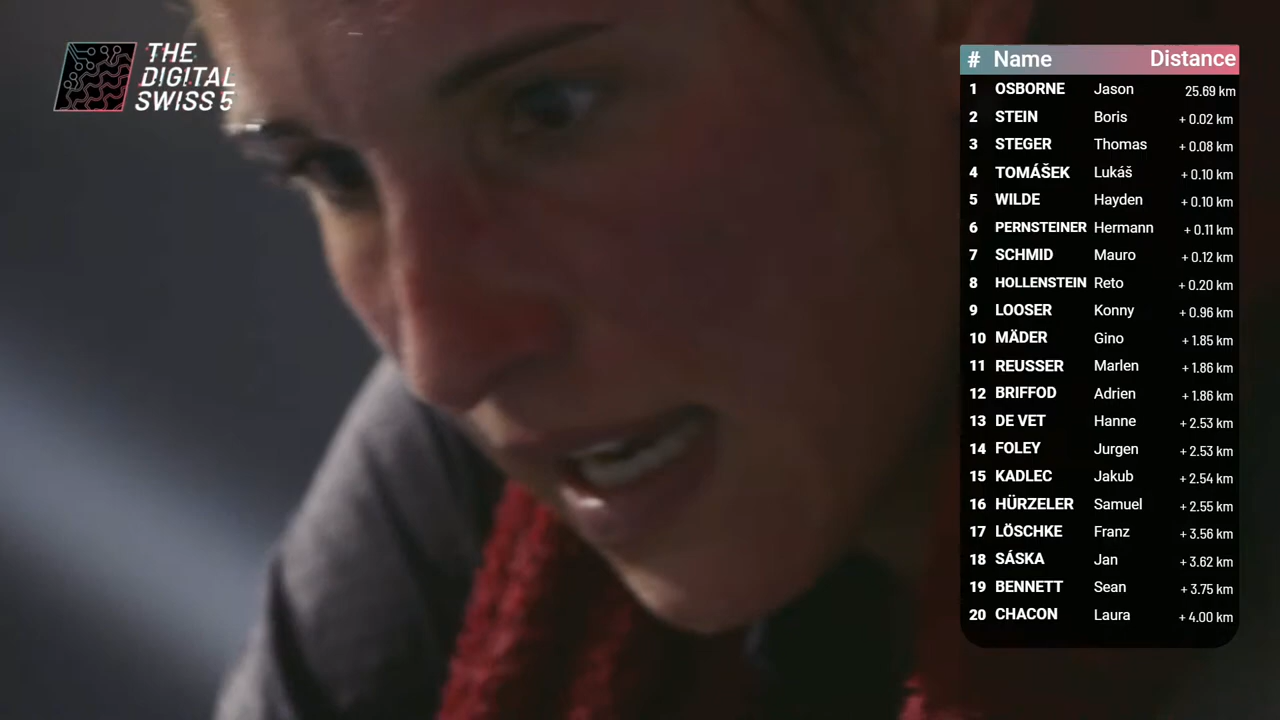 THE
DIGITAL
SWISS 5
# Name Distance
1 OSBORNE Jason 25.69 km
2 STEIN Boris + 0.02 km
3 STEGER Thomas + 0.08 km
4 TOMÁŠEK Lukáš + 0.10 km
5 WILDE Hayden + 0.10 km
6 PERNSTEINER Hermann + 0.11 km
7 SCHMID Mauro + 0.12 km
8 HOLLENSTEIN Reto + 0.20 km
9 LOOSER Konny + 0.96 km
10 MÄDER Gino + 1.85 km
11 REUSSER Marlen + 1.86 km
12 BRIFFOD Adrien + 1.86 km
13 DE VET Hanne + 2.53 km
14 FOLEY Jurgen + 2.53 km
15 KADLEC Jakub + 2.54 km
16 HÜRZELER Samuel + 2.55 km
17 LÖSCHKE Franz + 3.56 km
18 SÁSKA Jan + 3.62 km
19 BENNETT Sean + 3.75 km
20 CHACON Laura + 4.00 km